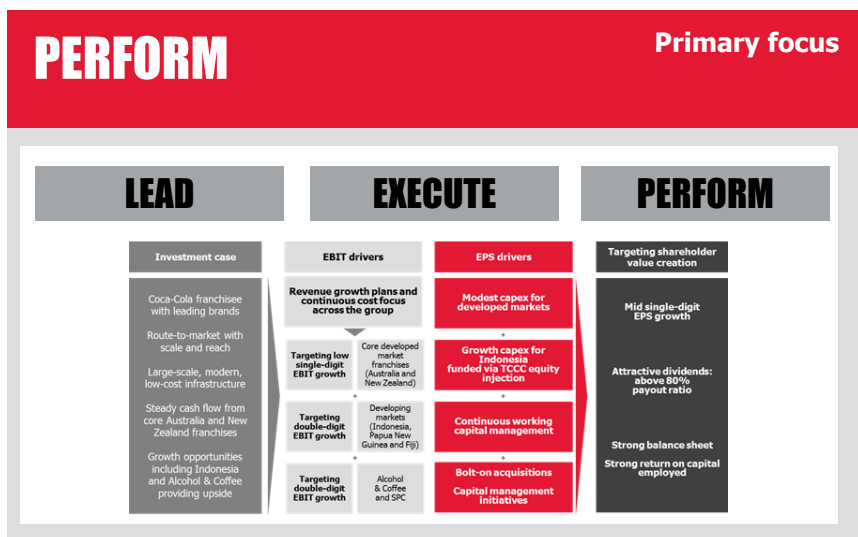 PERFORM
Primary focus
LEAD
EXECUTE
PERFORM
Investment case
Coca-Cola franchisee
with leading brands
Route-to-market with
scale and reach
Large-scale, modern,
low-cost infrastructure
Steady cash flow from
core Australia and New
Zealand franchises
Growth opportunities
including Indonesia
and Alcohol & Coffee
providing upside
EBIT drivers
Revenue growth plans and
continuous cost focus
across the group
Targeting low
single-digit
EBIT growth
Core developed
market
franchises
(Australia and
New Zealand)
+
Targeting
double-digit
EBIT growth
Developing
markets
(Indonesia,
Papua New
Guinea and Fiji)
+
Targeting
double-digit
EBIT growth
Alcohol
& Coffee
and SPC
EPS drivers
Modest capex for
developed markets
+
Growth capex for
Indonesia
funded via TCCC equity
injection
+
Continuous working
capital management
+
Bolt-on acquisitions
Capital management
initiatives
Targeting shareholder
value creation
Mid single-digit
EPS growth
Attractive dividends:
above 80%
payout ratio
Strong balance sheet
Strong return on capital
employed